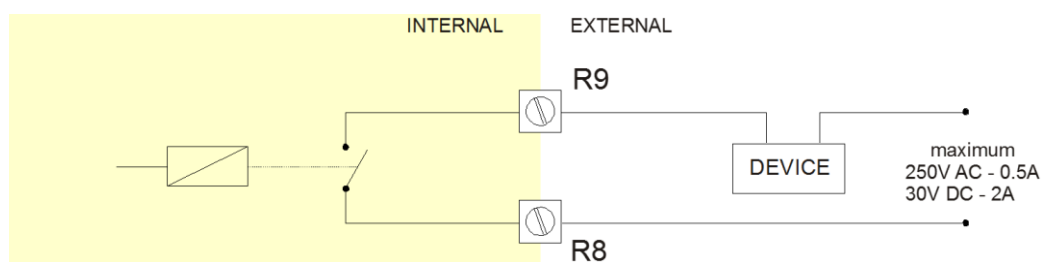 INTERNAL
EXTERNAL
R9
DEVICE
maximum
250V AC - 0.5A
30V DC - 2A
R8